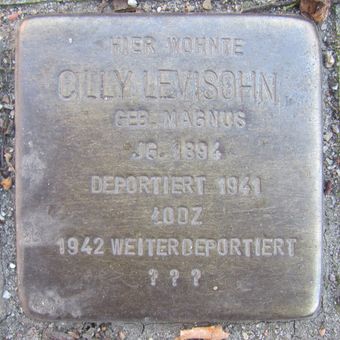 HIER WOHNTE
CILLY LEVISOHN
GEB. MAGNUS
JG. 1894
DEPORTIERT 1941
LODZ
1942 WEITERDEPORTIERT
? ? ?